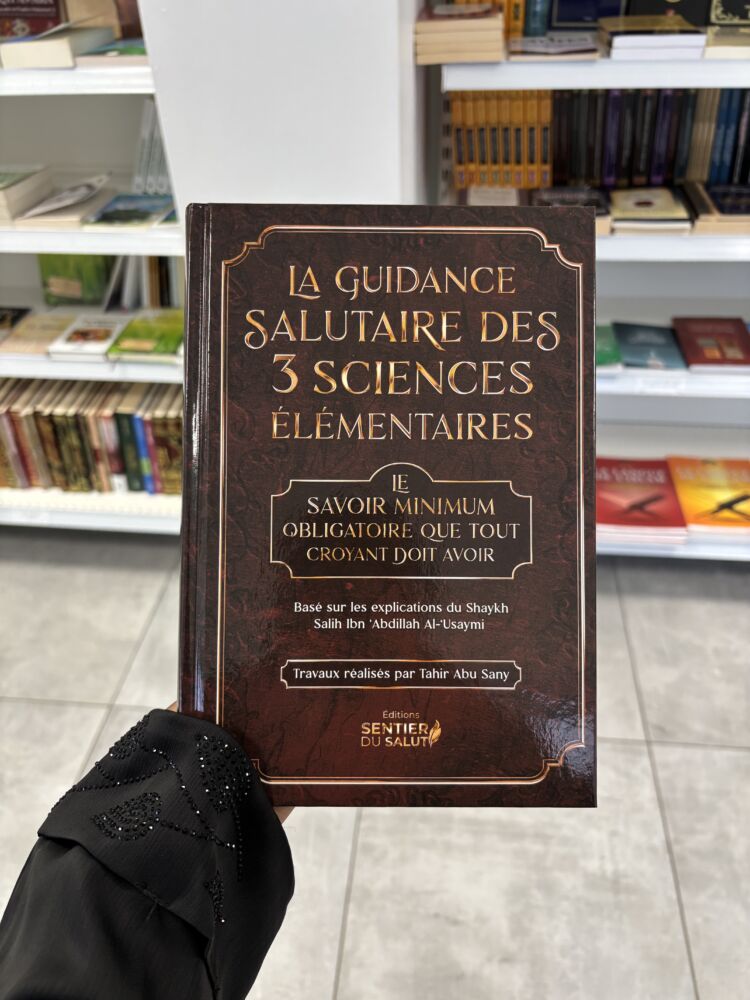 LA GUIDANCE
SALUTAIRE DES
3 SCIENCES
ÉLÉMENTAIRES
LE
SAVOIR MINIMUM
OBLIGATOIRE QUE TOUT
CROYANT DOIT AVOIR
Basé sur les explications du Shaykh
Salih Ibn 'Abdillah Al-'Usaymi
Travaux réalisés par Tahir Abu Sany
Éditions
SENTIER
DU SALUT